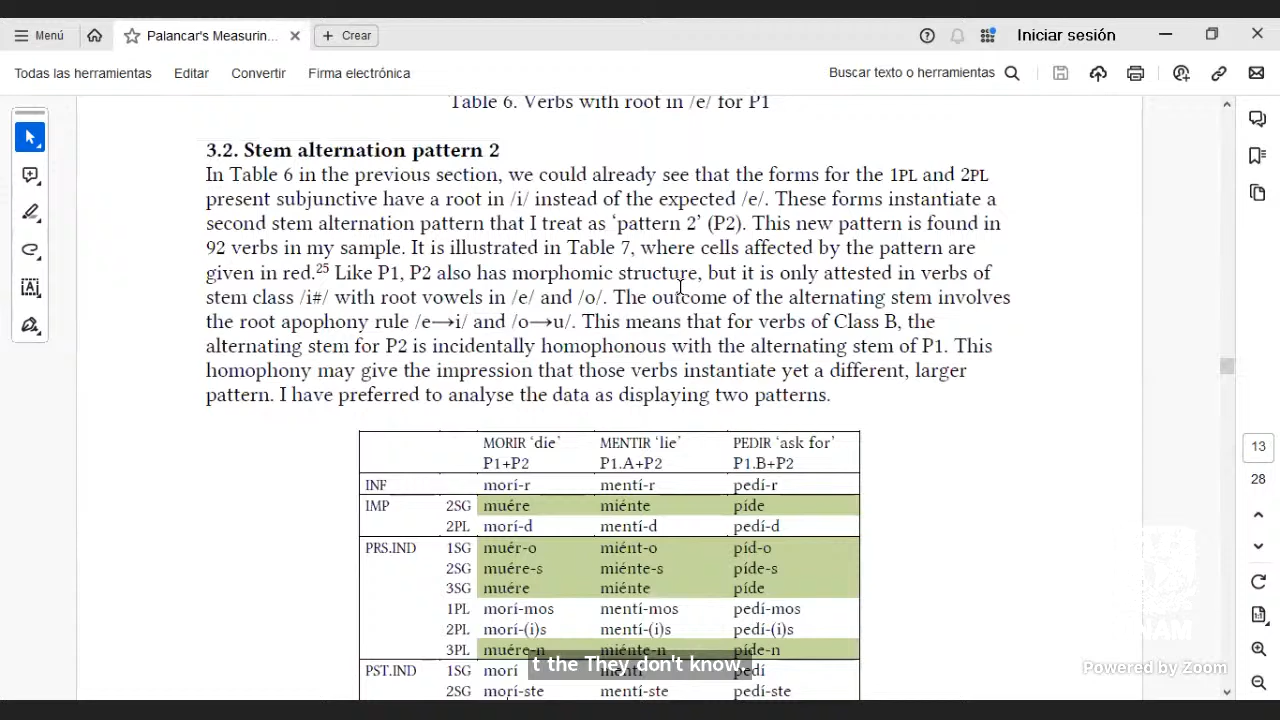 Menú
Palancar's Measurin...
Crear
Iniciar sesión
Todas las herramientas
Editar
Convertir
Firma electrónica
Buscar texto o herramientas
Table 6. Verbs with root in /e/ for P1
3.2. Stem alternation pattern 2
In Table 6 in the previous section, we could already see that the forms for the 1PL and 2PL
present subjunctive have a root in /i/ instead of the expected /e/. These forms instantiate a
second stem alternation pattern that I treat as ‘pattern 2’ (P2). This new pattern is found in
92 verbs in my sample. It is illustrated in Table 7, where cells affected by the pattern are
given in red.25 Like P1, P2 also has morphomic structure, but it is only attested in verbs of
stem class /i#/ with root vowels in /e/ and /o/. The outcome of the alternating stem involves
the root apophony rule /e→i/ and /o→u/. This means that for verbs of Class B, the
alternating stem for P2 is incidentally homophonous with the alternating stem of P1. This
homophony may give the impression that those verbs instantiate yet a different, larger
pattern. I have preferred to analyse the data as displaying two patterns.
MORIR ‘die’ MENTIR ‘lie’ PEDIR ‘ask for’
P1+P2 P1.A+P2 P1.B+P2
INF morí-r mentí-r pedí-r
IMP 2SG muére miénte píde
2PL morí-d mentí-d pedí-d
PRS.IND 1SG muér-o miént-o píd-o
2SG muére-s miénte-s píde-s
3SG muére miénte píde
1PL morí-mos mentí-mos pedí-mos
2PL morí-(i)s mentí-(i)s pedí-(i)s
3PL muére-n miénte-n píde-n
PST.IND 1SG morí mentí pedí
2SG morí-ste mentí-ste pedí-ste
t the They don't know.
13
28
Powered by Zoom